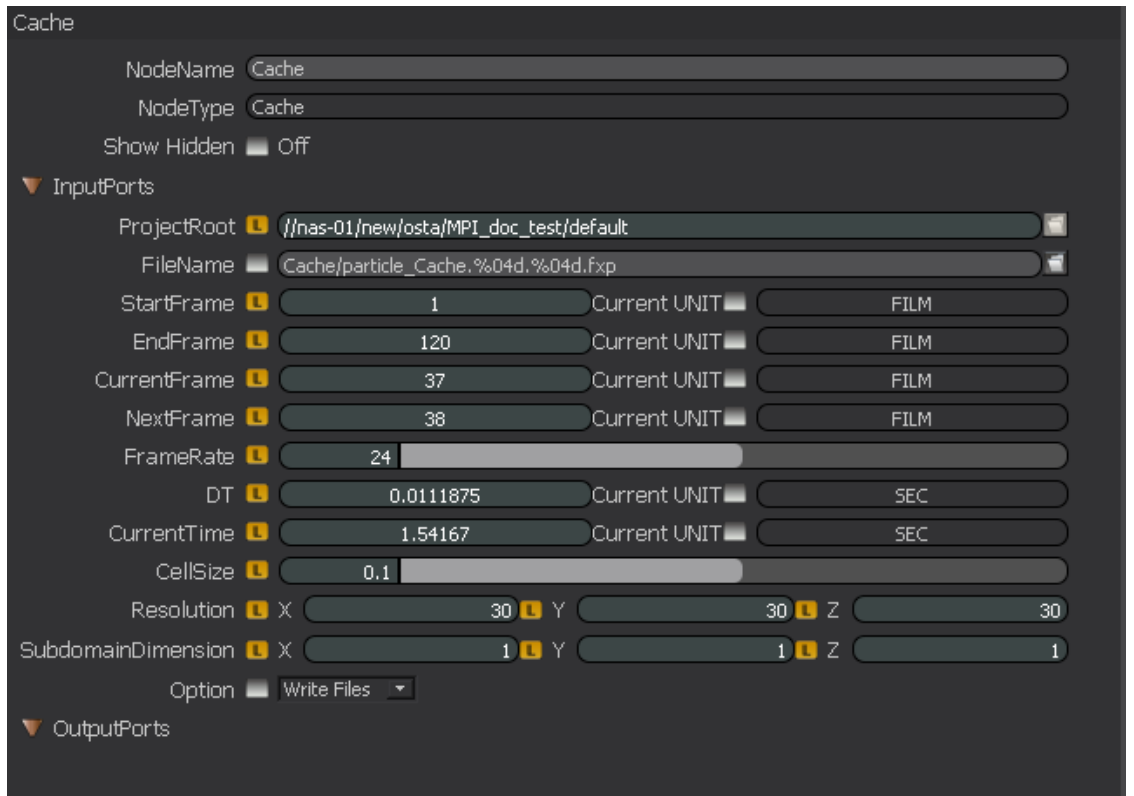 Cache
NodeName Cache
NodeType Cache
Show Hidden Off
InputPorts
ProjectRoot L //nas-01/new/osta/MPI_doc_test/default
FileName Cache/particle_Cache.%04d.%04d.fxp
StartFrame L 1 Current UNIT FILM
EndFrame L 120 Current UNIT FILM
CurrentFrame L 37 Current UNIT FILM
NextFrame L 38 Current UNIT FILM
FrameRate L 24
DT L 0.0111875 Current UNIT SEC
CurrentTime L 1.54167 Current UNIT SEC
CellSize L 0.1
Resolution L X 30 L Y 30 L Z 30
SubdomainDimension L X 1 L Y 1 L Z 1
Option Write Files
OutputPorts